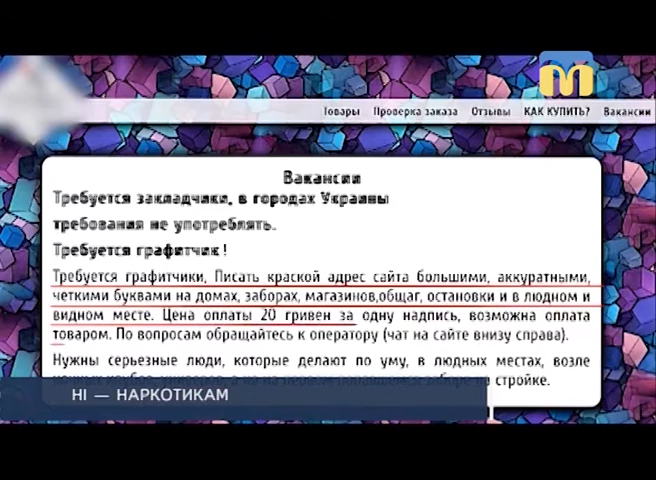 Товары Проверка заказа Отзывы КАК КУПИТЬ? Вакансии
Вакансии
Требуется закладчики, в городах Украины
требования не употреблять.
Требуется графитчик !
Требуется графитчики, Писать краской адрес сайта большими, аккуратными,
четкими буквами на домах, заборах, магазинов,общаг, остановки и в людном и
видном месте. Цена оплаты 20 гривен за одну надпись, возможна оплата
товаром. По вопросам обращайтесь к оператору (чат на сайте внизу справа).
Нужны серьезные люди, которые делают по уму, в людных местах, возле
стройке.
НІ — НАРКОТИКАМ